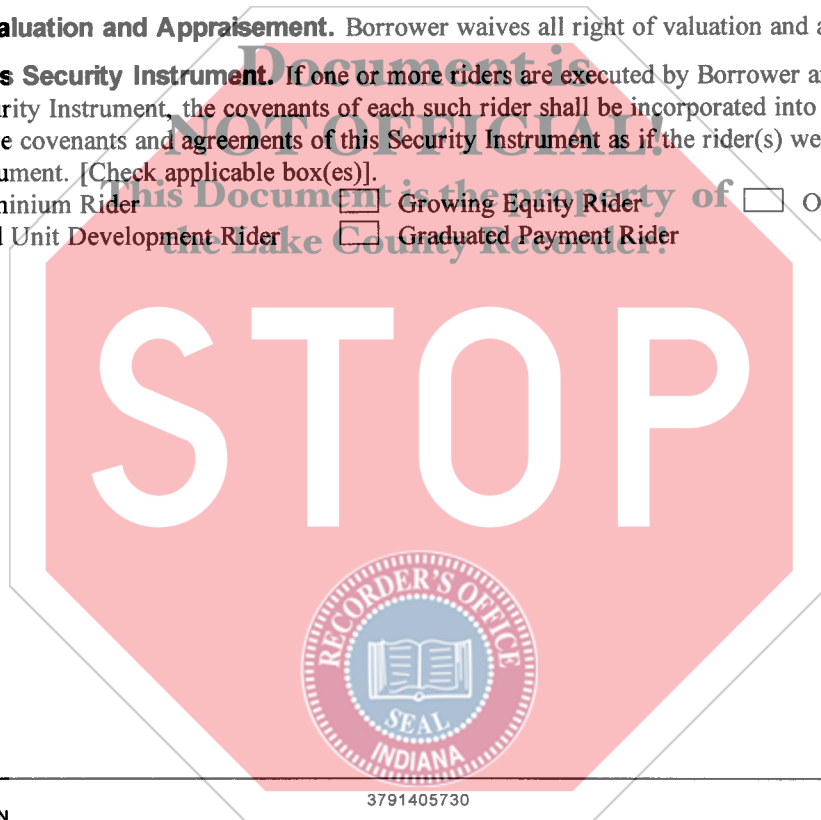 aluation and Appraisement. Borrower waives all right of valuation and a
Document is
s Security Instrument. If one or more riders are executed by Borrower a
rity Instrument, the covenants of each such rider shall be incorporated into
NOT OFFICIAL!
e covenants and agreements of this Security Instrument as if the rider(s) we
ument. [Check applicable box(es)].
This Document is the property of
inium Rider Growing Equity Rider O
the Lake County Recorder!
Unit Development Rider Graduated Payment Rider
STOP
RECORDER'S OFFICE
SEAL
INDIANA
3791405730
N